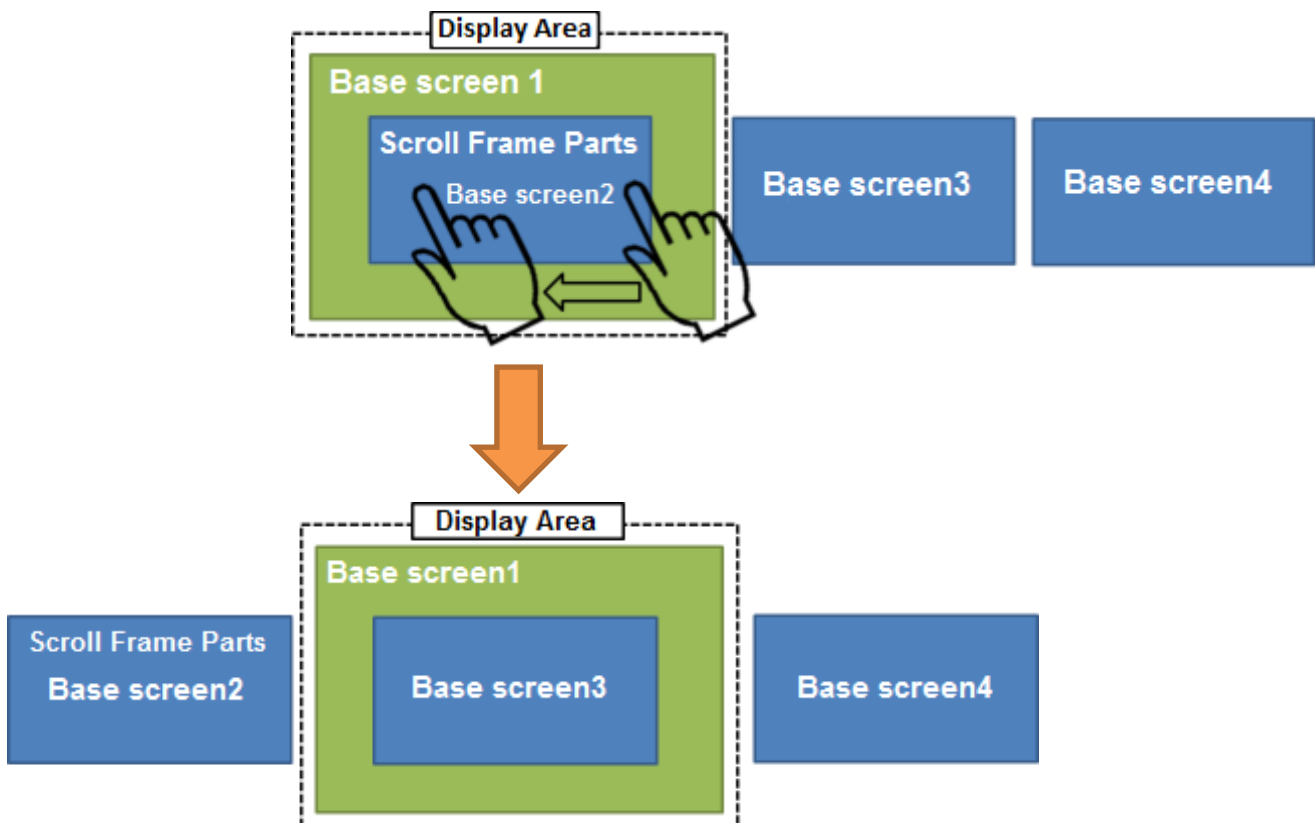 Display Area
Base screen 1
Scroll Frame Parts
Base screen2
Base screen3
Base screen4
Display Area
Base screen1
Scroll Frame Parts
Base screen2
Base screen3
Base screen4